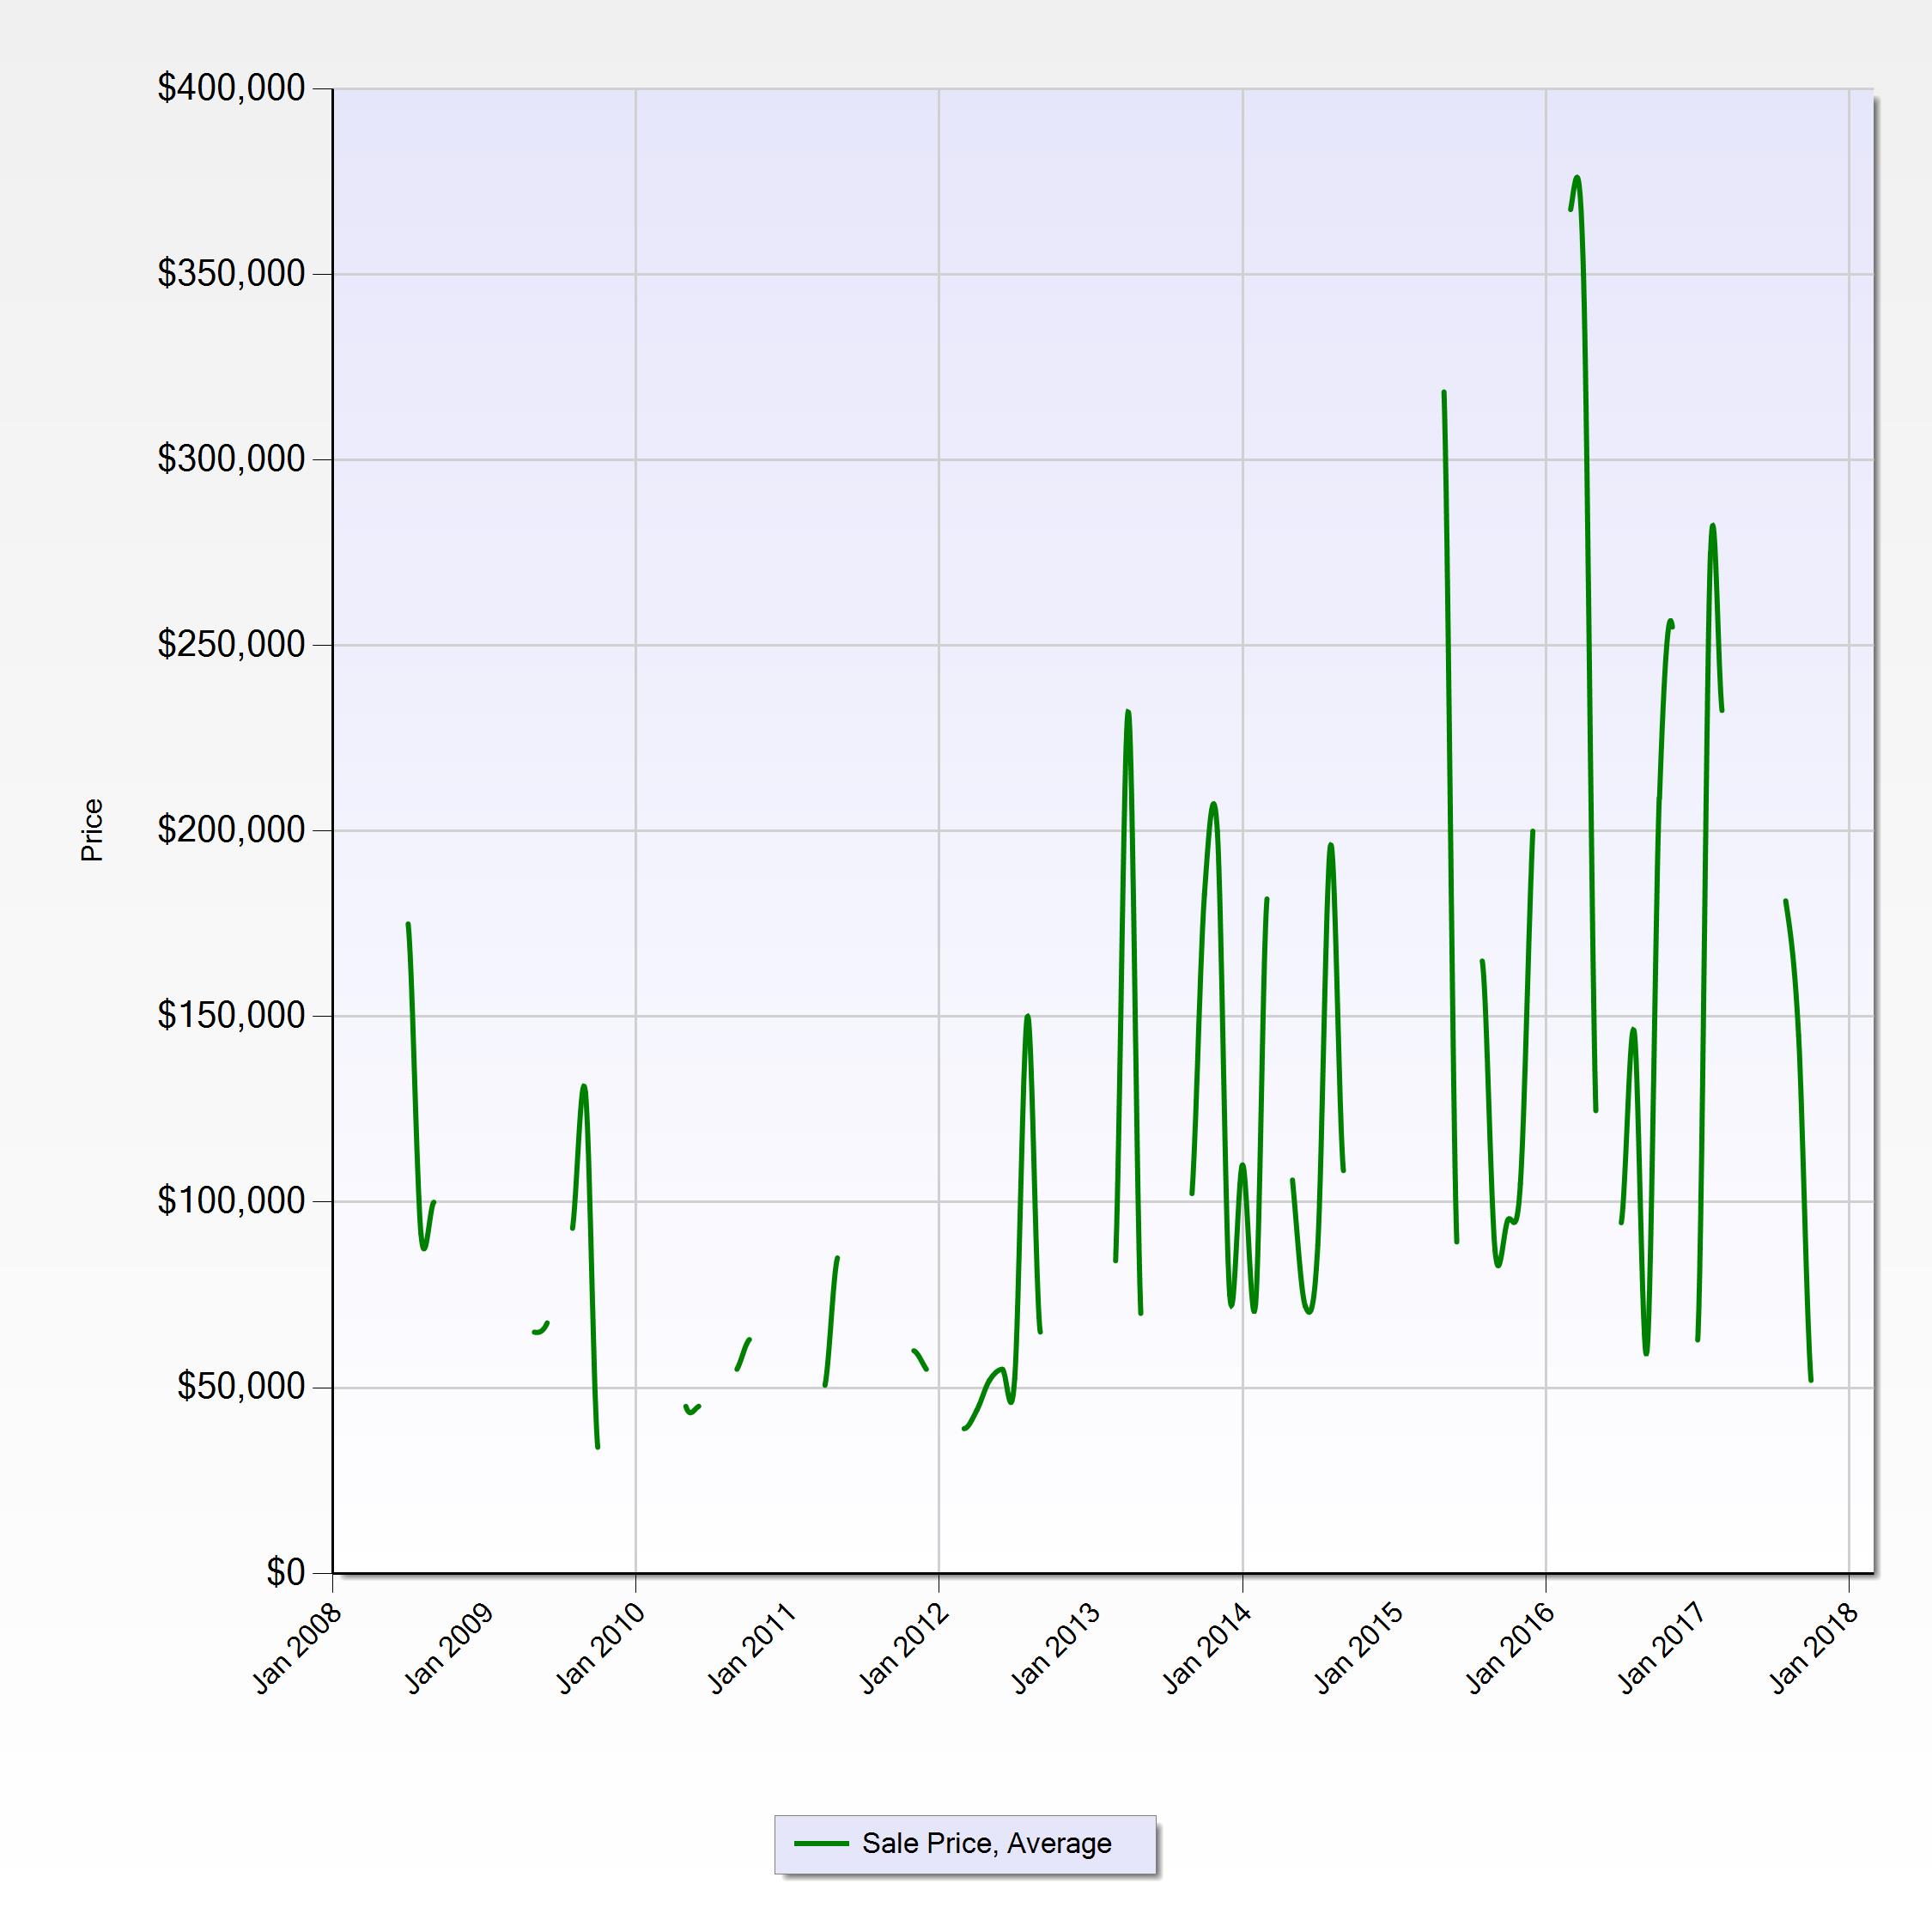 $400,000
$350,000
$300,000
$250,000
$200,000
$150,000
$100,000
$50,000
$0
Price
Jan 2008
Jan 2009
Jan 2010
Jan 2011
Jan 2012
Jan 2013
Jan 2014
Jan 2015
Jan 2016
Jan 2017
Jan 2018
Sale Price, Average